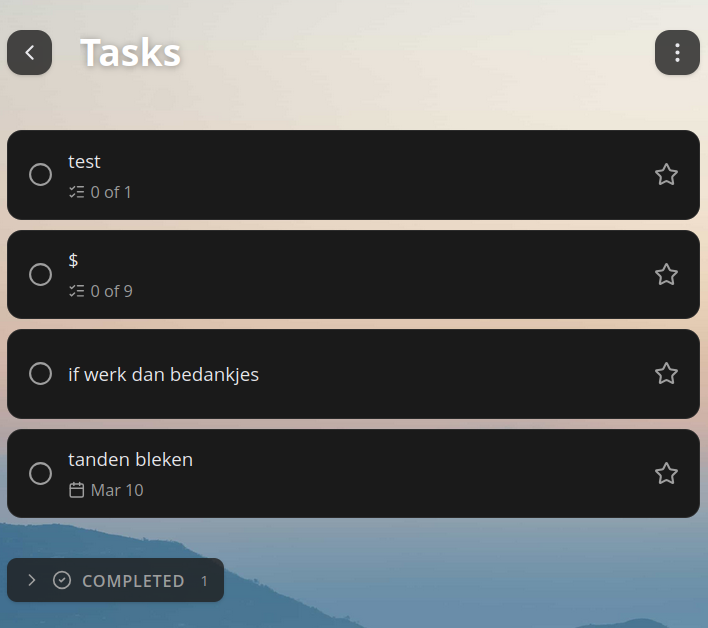 Tasks
test
0 of 1
$
0 of 9
if werk dan bedankjes
tanden bleken
Mar 10
COMPLETED 1